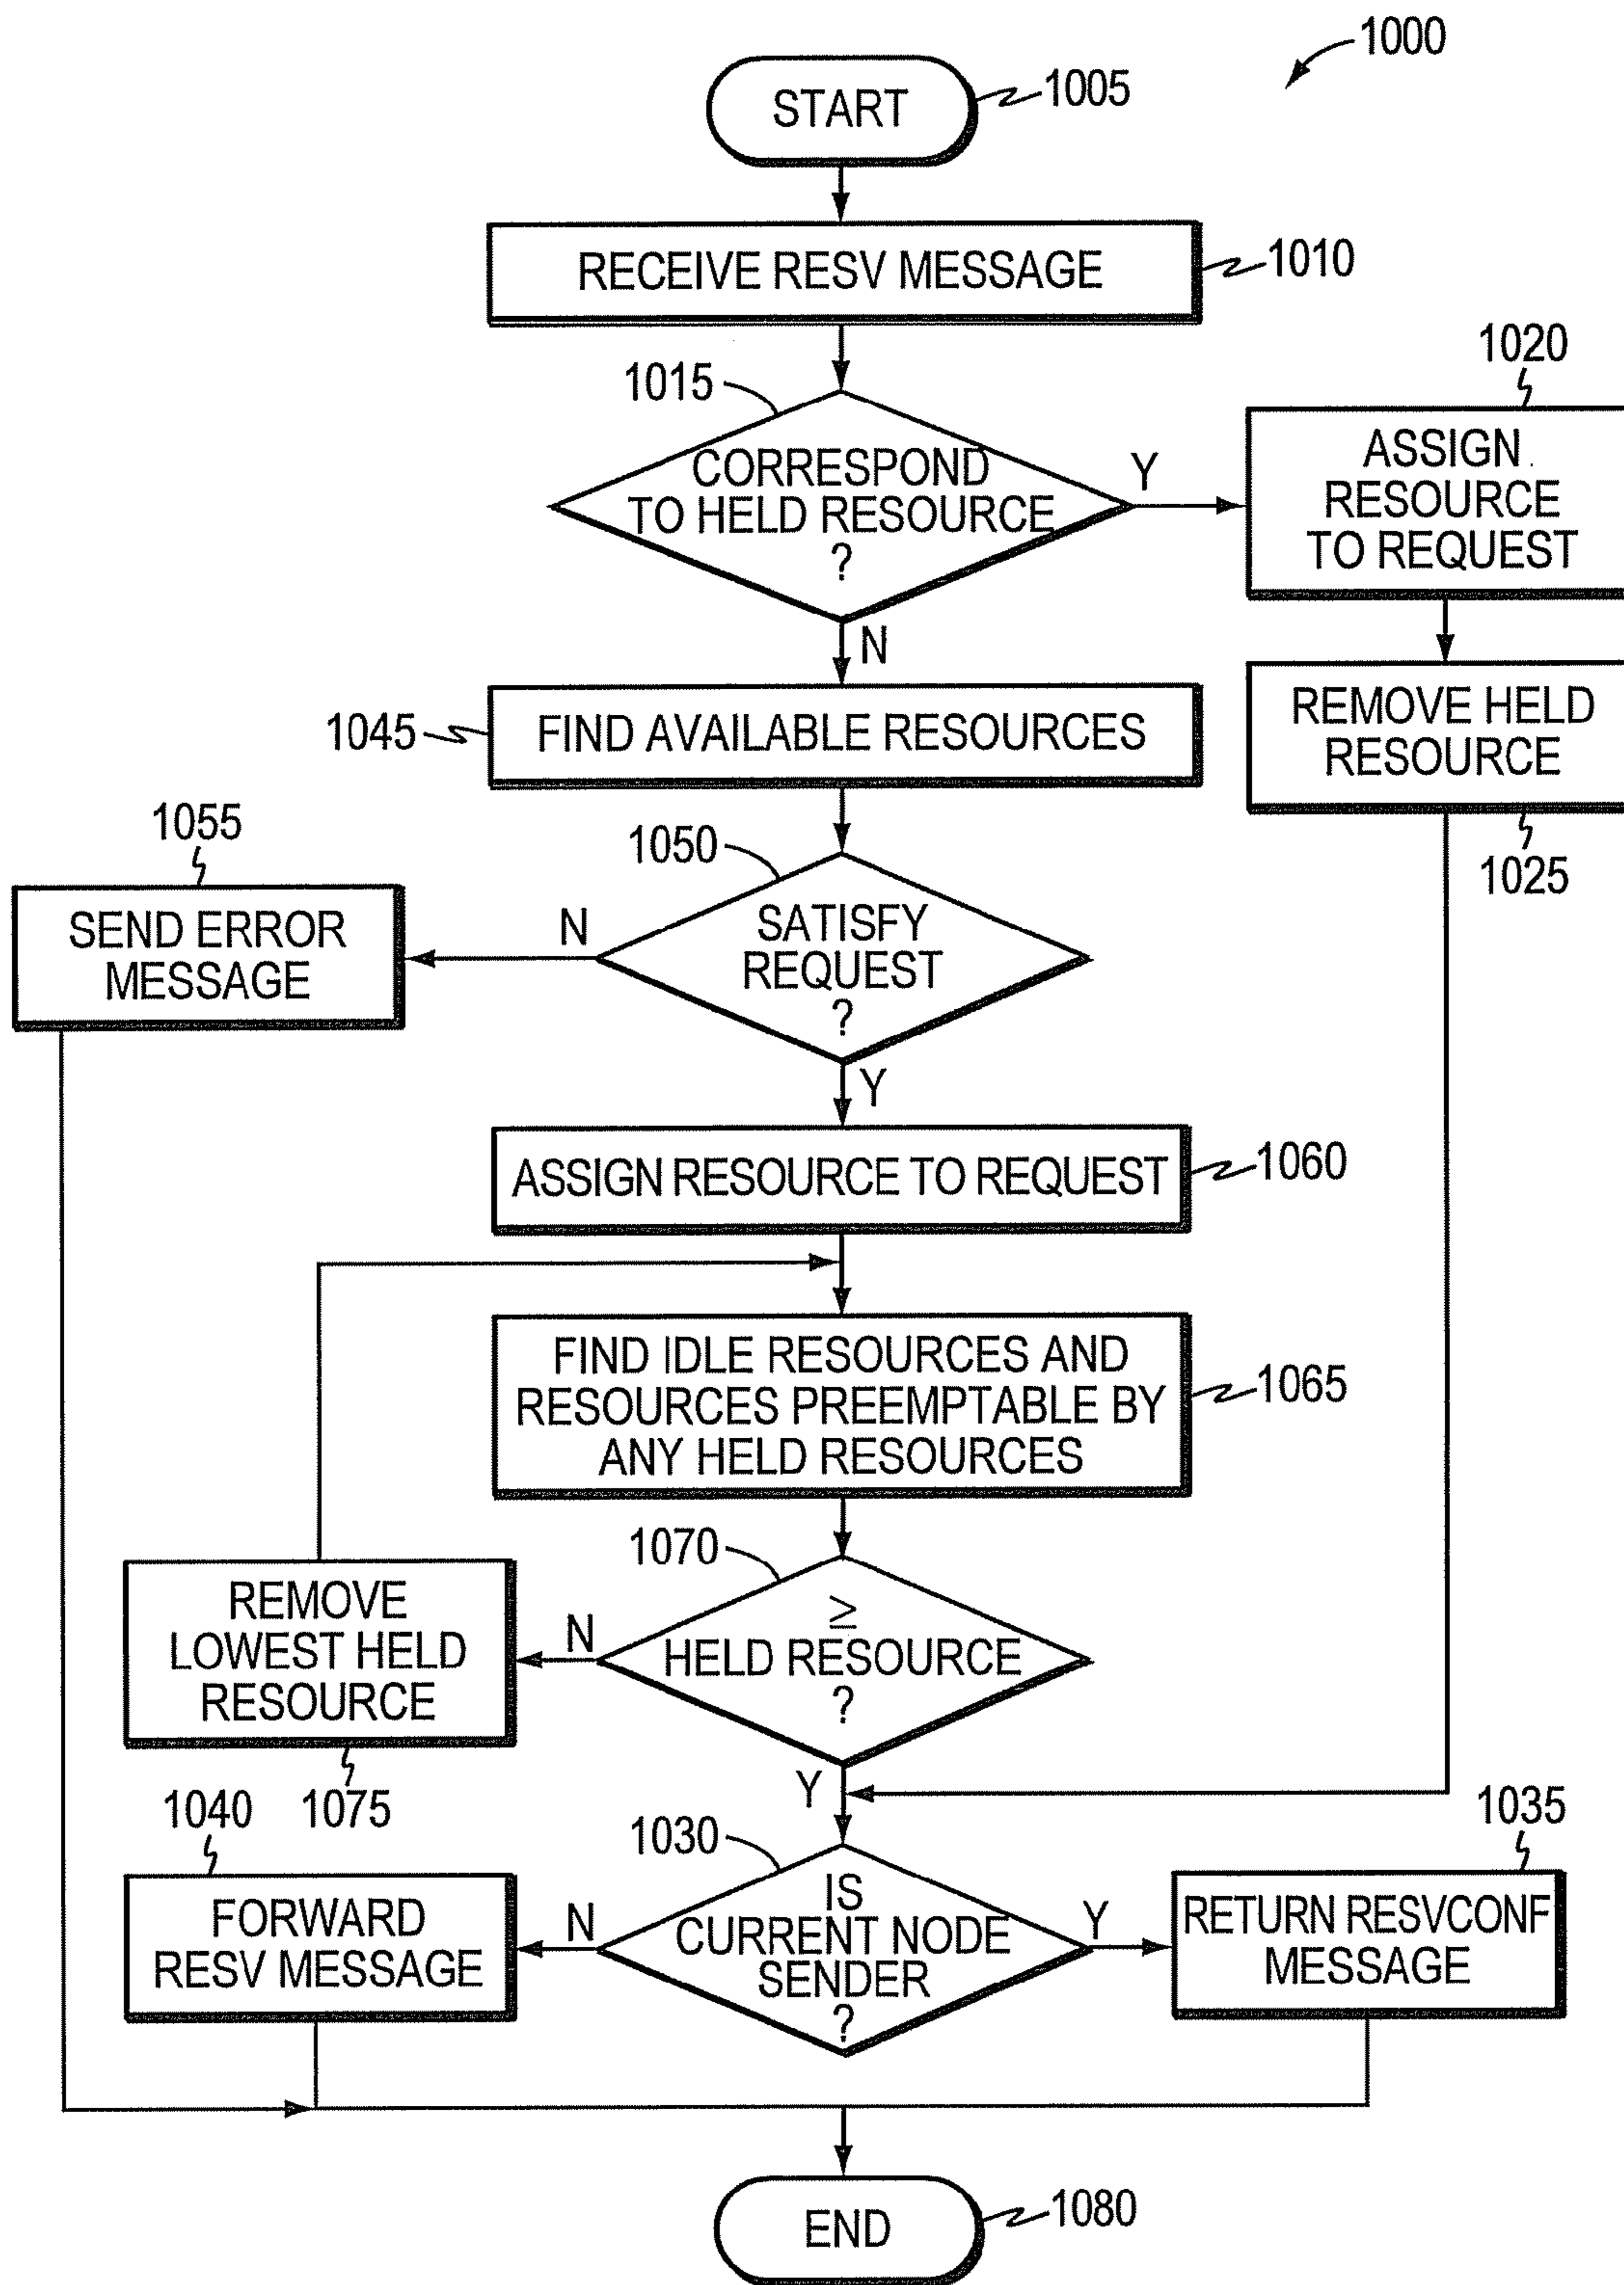 1000
START
1005
RECEIVE RESV MESSAGE
1010
1015
CORRESPOND
TO HELD RESOURCE
?
Y
N
1020
ASSIGN
RESOURCE
TO REQUEST
REMOVE HELD
RESOURCE
1025
1045
FIND AVAILABLE RESOURCES
1050
SATISFY
REQUEST
?
N
Y
1055
SEND ERROR
MESSAGE
ASSIGN RESOURCE TO REQUEST
1060
FIND IDLE RESOURCES AND
RESOURCES PREEMPTABLE BY
ANY HELD RESOURCES
1065
1070
≥
HELD RESOURCE
?
N
Y
REMOVE
LOWEST HELD
RESOURCE
1075
1030
IS
CURRENT NODE
SENDER
?
N
Y
1040
FORWARD
RESV MESSAGE
1035
RETURN RESVCONF
MESSAGE
END
1080